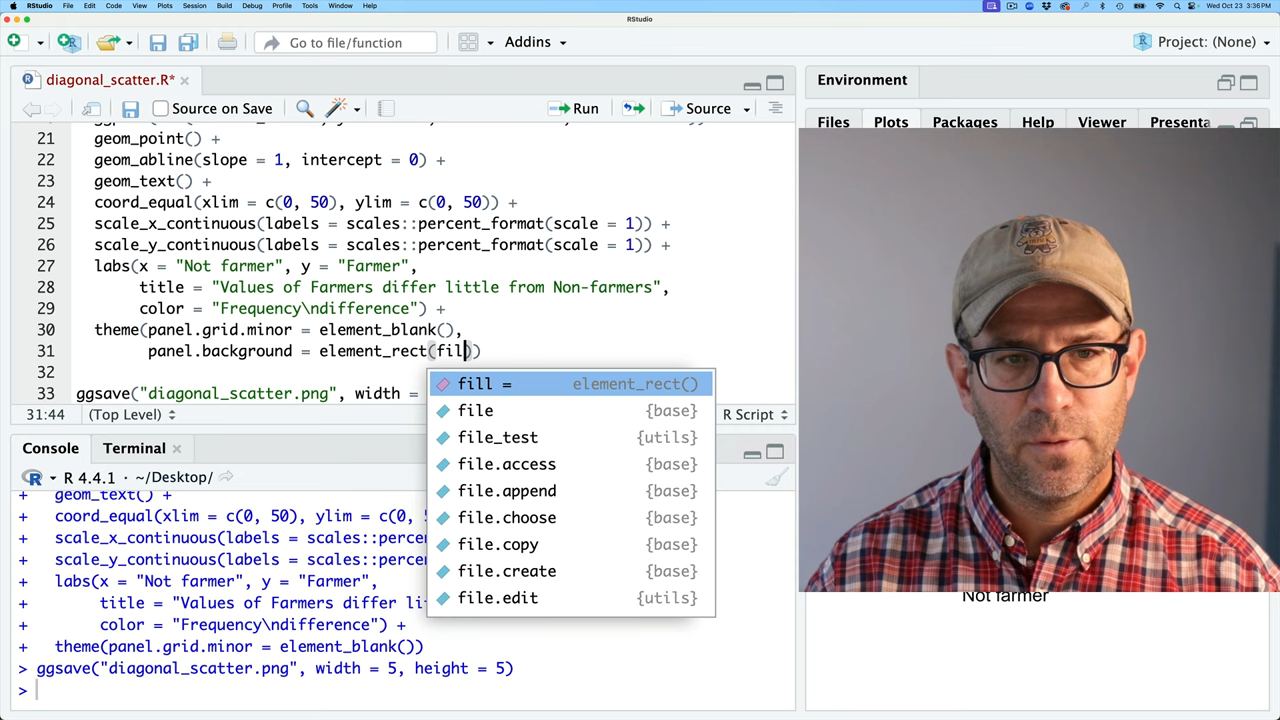 RStudio File Edit Code View Plots Session Build Debug Profile Tools Window Help Wed Oct 23 3:36 PM
RStudio
Go to file/function Addins Project: (None)
diagonal_scatter.R*
Source on Save Run Source
21 geom_point() +
22 geom_abline(slope = 1, intercept = 0) +
23 geom_text() +
24 coord_equal(xlim = c(0, 50), ylim = c(0, 50)) +
25 scale_x_continuous(labels = scales::percent_format(scale = 1)) +
26 scale_y_continuous(labels = scales::percent_format(scale = 1)) +
27 labs(x = "Not farmer", y = "Farmer",
28 title = "Values of Farmers differ little from Non-farmers",
29 color = "Frequency\ndifference") +
30 theme(panel.grid.minor = element_blank(),
31 panel.background = element_rect(fil)
32
33 ggsave("diagonal_scatter.png", width =
31:44 (Top Level) R Script
fill = element_rect()
file {base}
file_test {utils}
file.access {base}
file.append {base}
file.choose {base}
file.copy {base}
file.create {base}
file.edit {utils}
Console Terminal
R 4.4.1 · ~/Desktop/
+ geom_text() +
+ coord_equal(xlim = c(0, 50), ylim = c(0,
+ scale_x_continuous(labels = scales::perc
+ scale_y_continuous(labels = scales::perc
+ labs(x = "Not farmer", y = "Farmer",
+ title = "Values of Farmers differ li
+ color = "Frequency\ndifference") +
+ theme(panel.grid.minor = element_blank())
> ggsave("diagonal_scatter.png", width = 5, height = 5)
>
Environment
Files Plots Packages Help Viewer Presenta
Not farmer